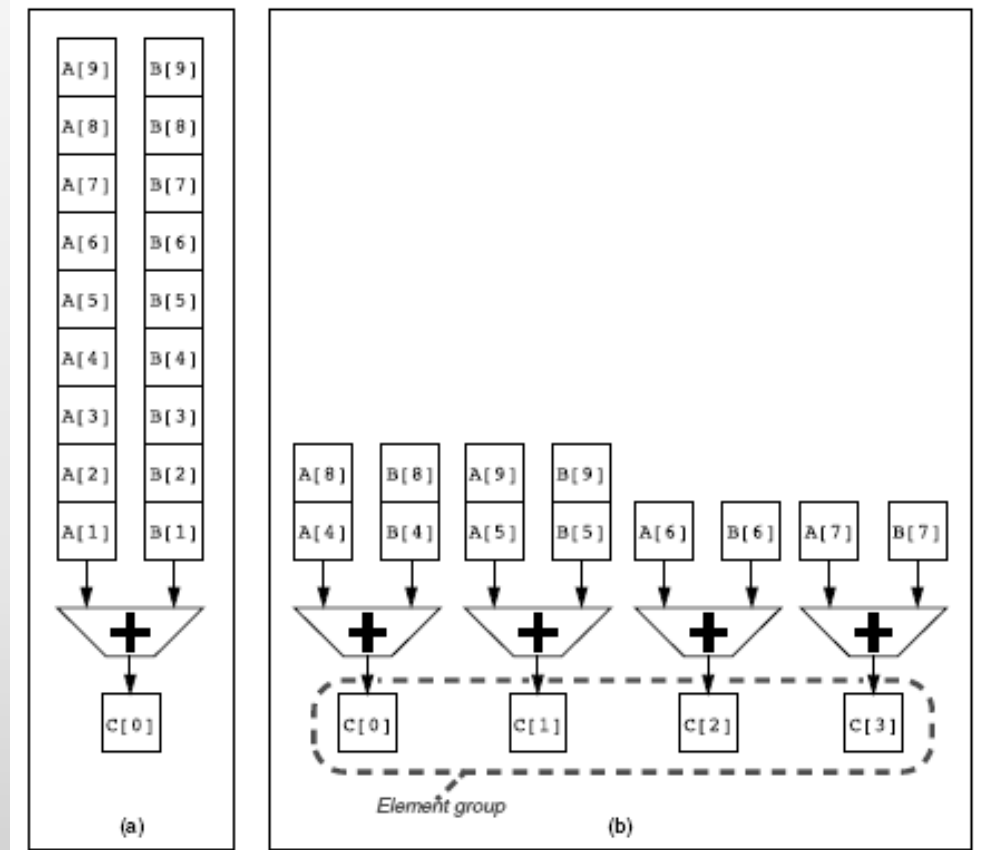 A[9] B[9]
A[8] B[8]
A[7] B[7]
A[6] B[6]
A[5] B[5]
A[4] B[4]
A[3] B[3]
A[2] B[2]
A[1] B[1]
+
C[0]
(a)
A[8] B[8] A[9] B[9]
A[4] B[4] A[5] B[5] A[6] B[6] A[7] B[7]
+ + + +
C[0] C[1] C[2] C[3]
Element group
(b)